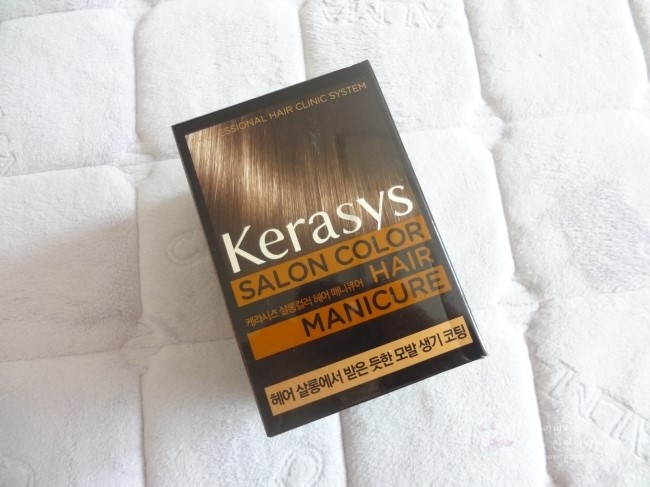 ESSIONAL HAIR CLINIC SYSTEM
Kerasys
SALON COLOR
케라시스 살롱컬러 헤어 매니큐어 HAIR
MANICURE
헤어 살롱에서 받은 듯한 모발 생기 코팅